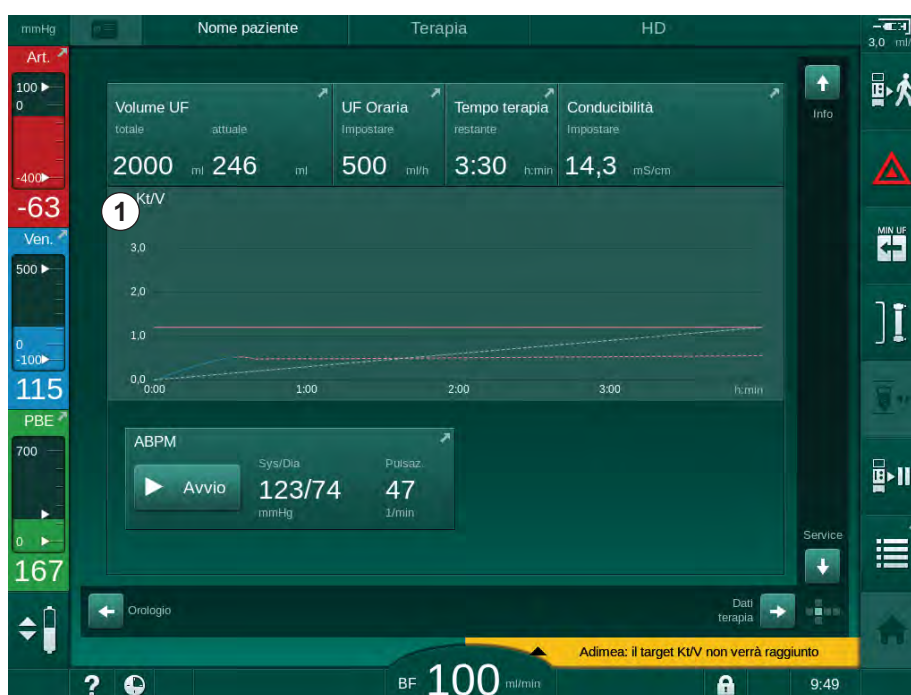 mmHg
Nome paziente
Terapia
HD
3,0 ml/
Art.
100
0
-400
-63
Ven.
500
0
-100
115
PBE
700
0
167
Volume UF
totale attuale
2000 ml 246 ml
UF Oraria
Impostare
500 ml/h
Tempo terapia
restante
3:30 h:min
Conducibilità
Impostare
14,3 mS/cm
1
Kt/V
3,0
2,0
1,0
0,0
0:00 1:00 2:00 3:00 h:min
ABPM
Avvio
Sys/Dia
123/74
mmHg
Pulsaz.
47
1/min
Info
Service
MIN UF
Orologio
Dati
terapia
Adimea: il target Kt/V non verrà raggiunto
?
BF 100 ml/min
9:49